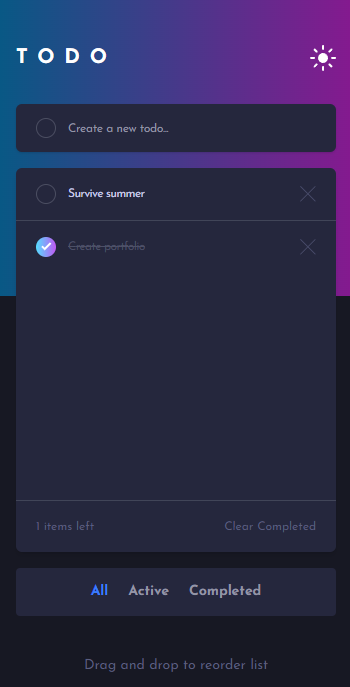 TODO
Create a new todo...
Survive summer
Create portfolio
1 items left Clear Completed
All Active Completed
Drag and drop to reorder list